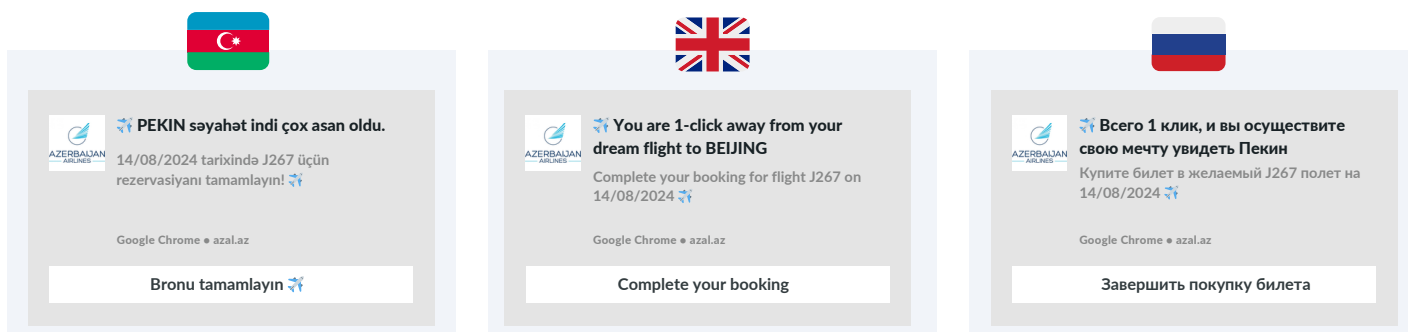 AZERBAIJAN
AIRLINES
✈️ PEKIN səyahət indi çox asan oldu.
14/08/2024 tarixində J267 üçün
rezervasiyanı tamamlayın! ✈️
Google Chrome • azal.az
Bronu tamamlayın ✈️
AZERBAIJAN
AIRLINES
✈️ You are 1-click away from your
dream flight to BEIJING
Complete your booking for flight J267 on
14/08/2024 ✈️
Google Chrome • azal.az
Complete your booking
AZERBAIJAN
AIRLINES
✈️ Всего 1 клик, и вы осуществите
свою мечту увидеть Пекин
Купите билет в желаемый J267 полет на
14/08/2024 ✈️
Google Chrome • azal.az
Завершить покупку билета